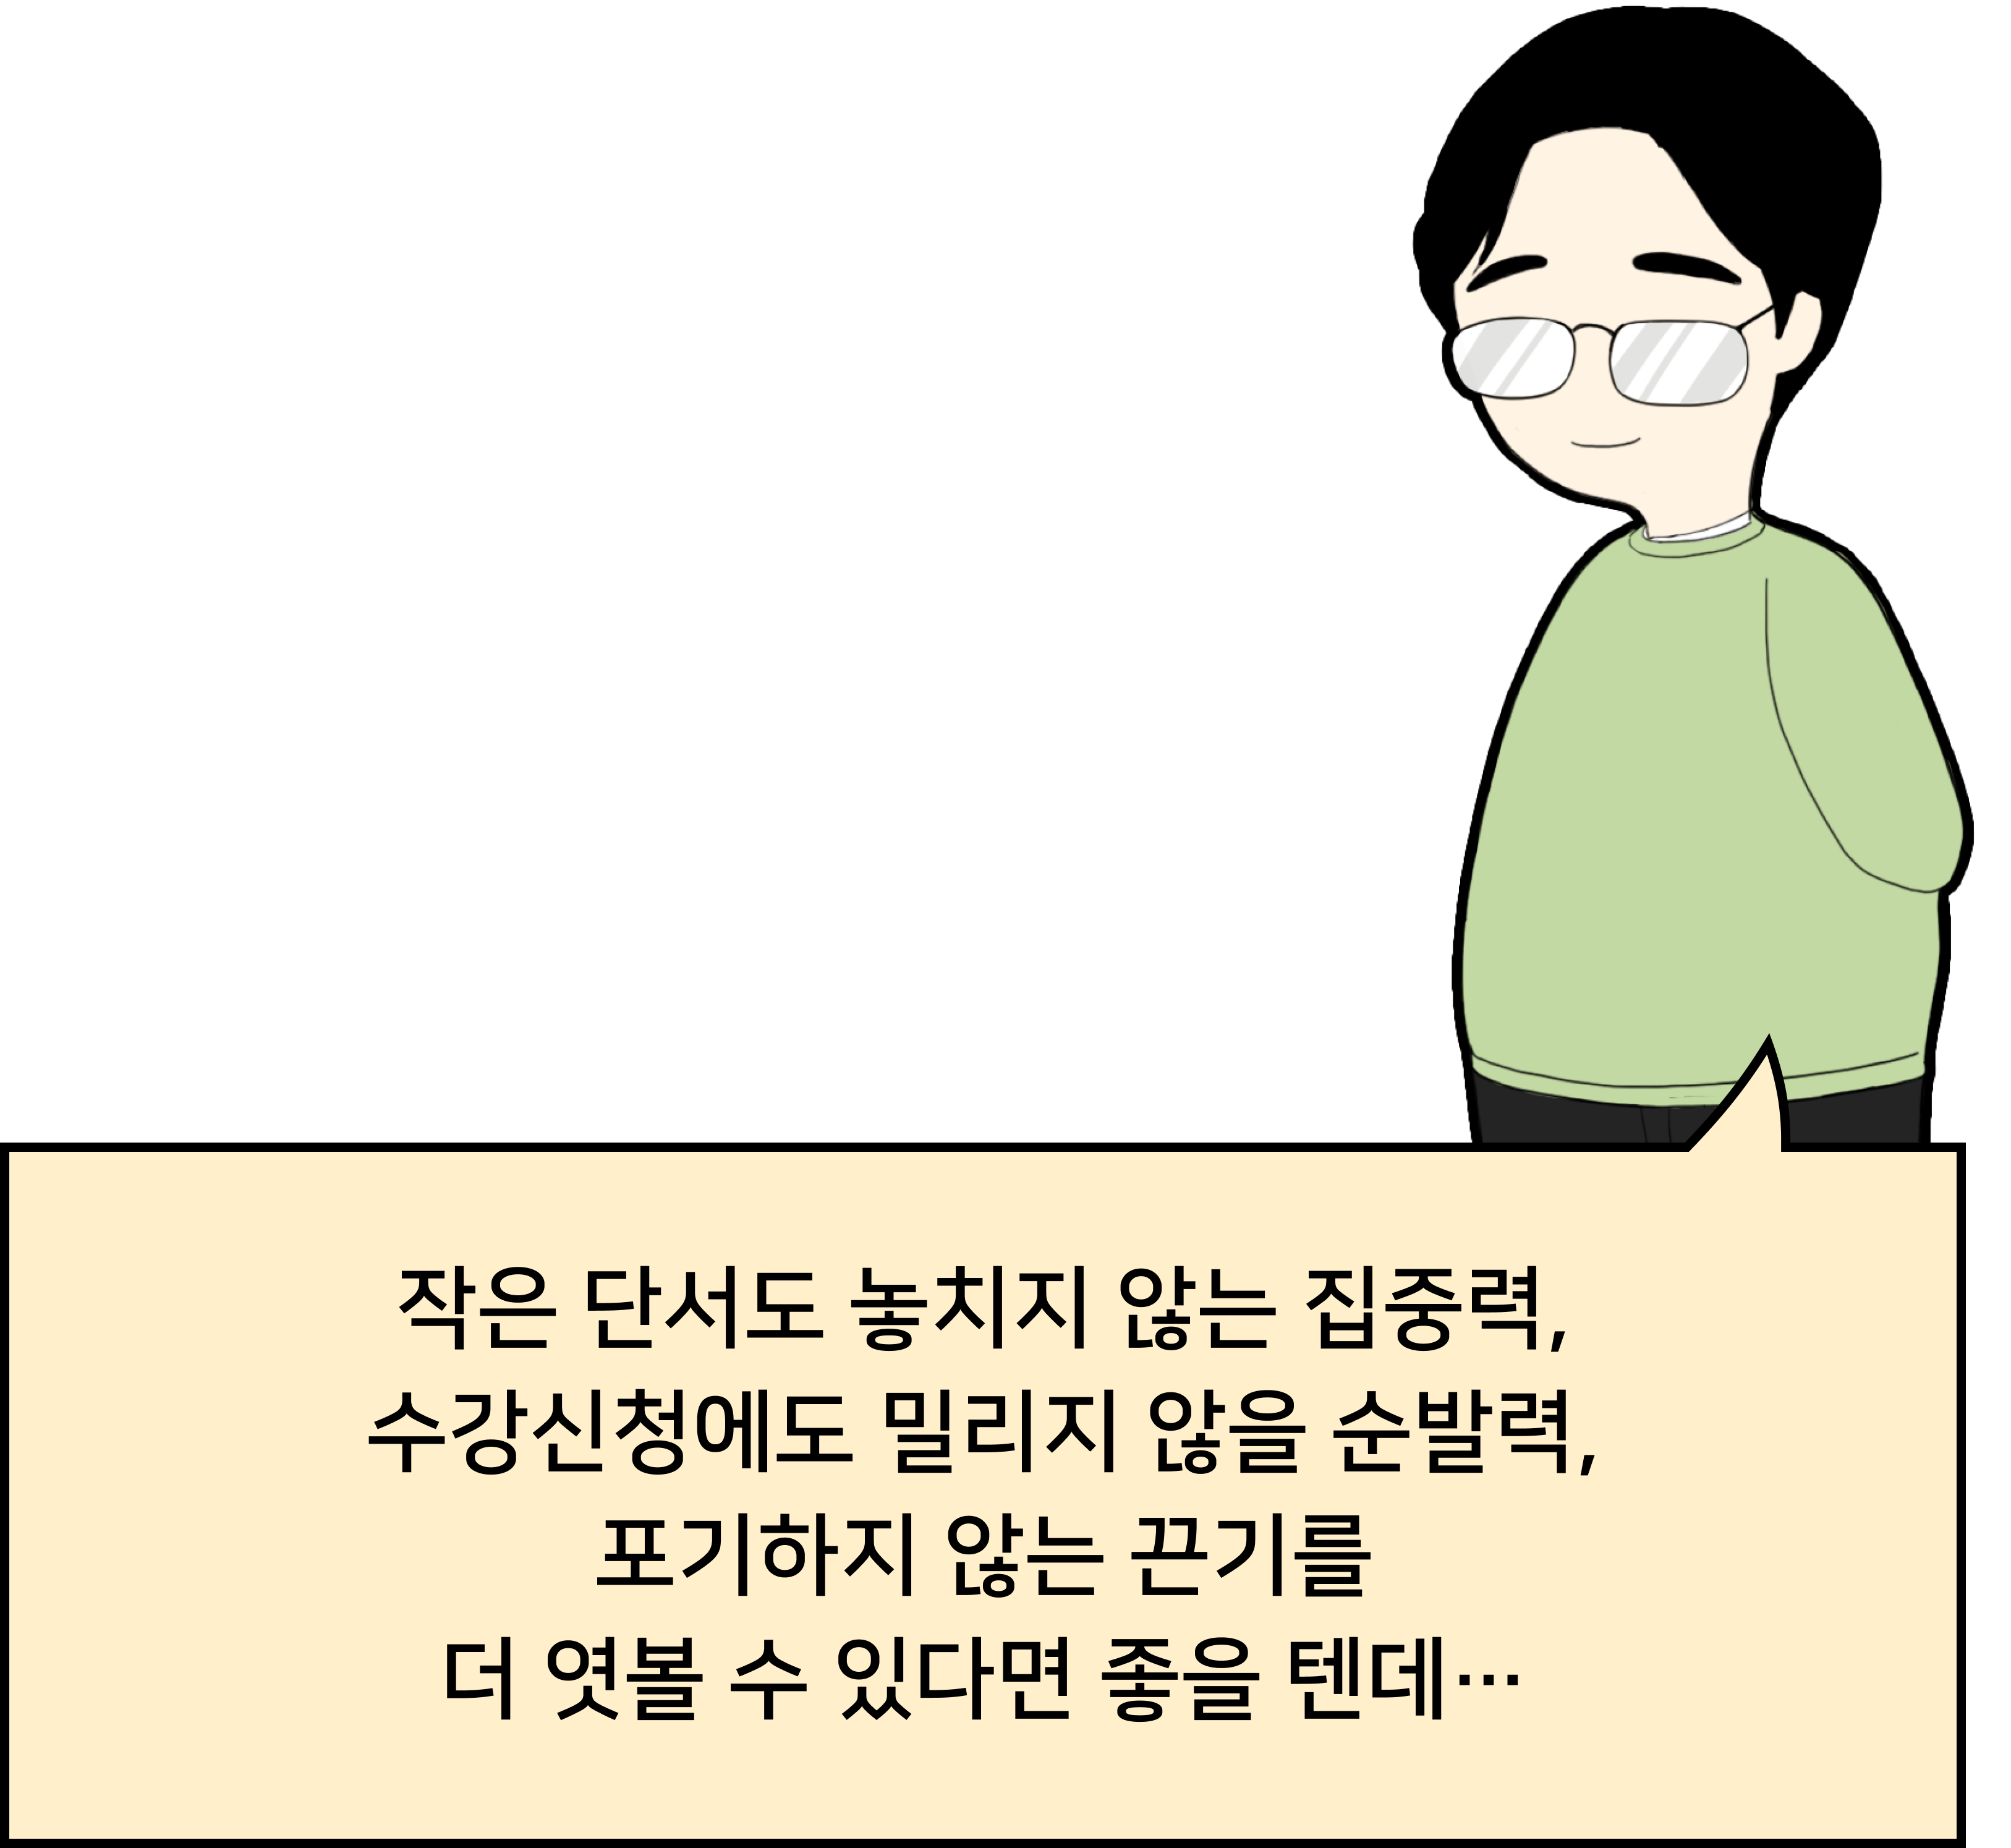 작은 단서도 놓치지 않는 집중력,
수강신청에도 밀리지 않을 순발력,
포기하지 않는 끈기를
더 엿볼 수 있다면 좋을 텐데…